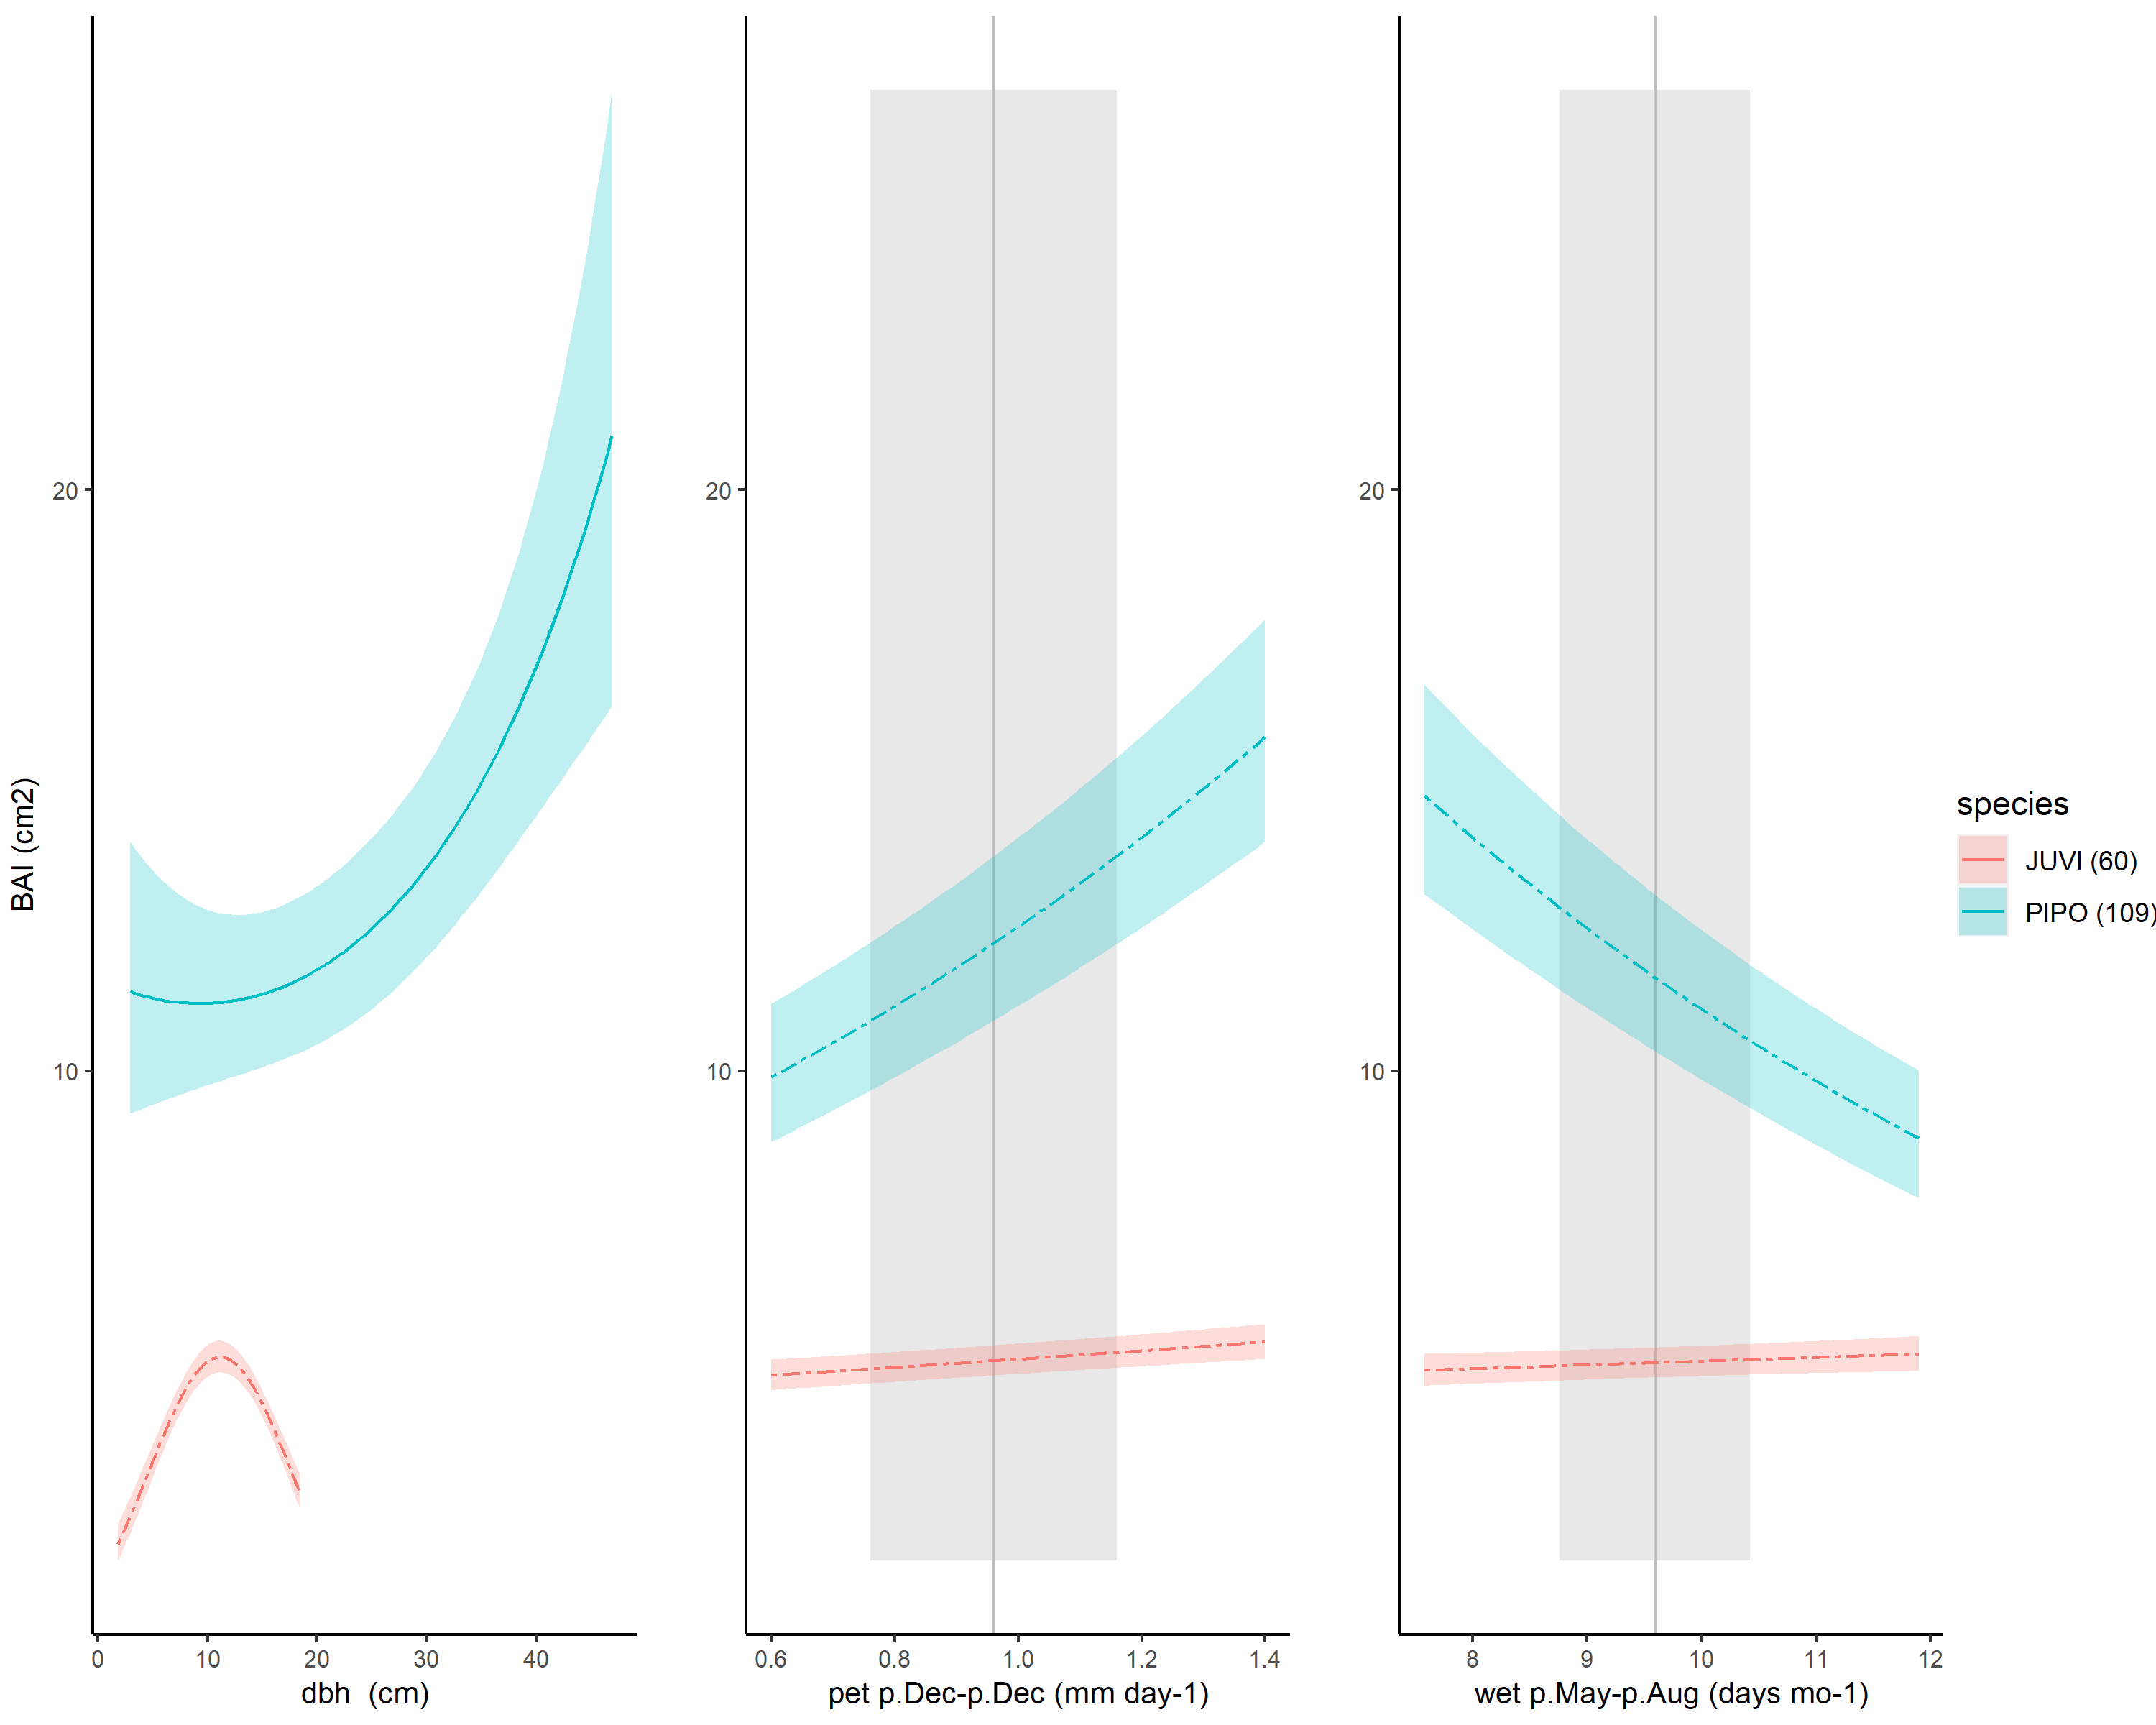 BAI (cm2)
20
10
0 10 20 30 40
dbh  (cm)
20
10
0.6 0.8 1.0 1.2 1.4
pet p.Dec-p.Dec (mm day-1)
20
10
8 9 10 11 12
wet p.May-p.Aug (days mo-1)
species
JUVI (60)
PIPO (109)